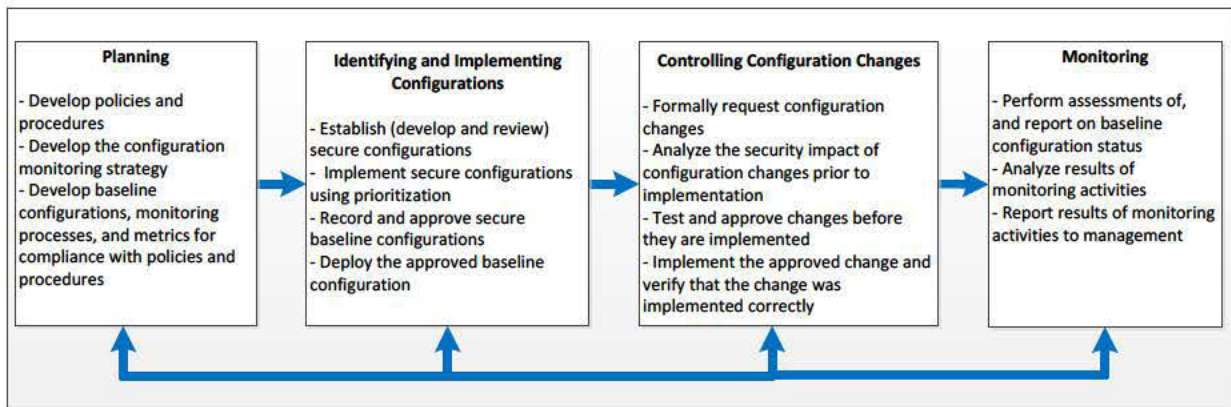 Planning
- Develop policies and
procedures
- Develop the configuration
monitoring strategy
- Develop baseline
configurations, monitoring
processes, and metrics for
compliance with policies and
procedures
Identifying and Implementing
Configurations
- Establish (develop and review)
secure configurations
- Implement secure configurations
using prioritization
- Record and approve secure
baseline configurations
- Deploy the approved baseline
configuration
Controlling Configuration Changes
- Formally request configuration
changes
- Analyze the security impact of
configuration changes prior to
implementation
- Test and approve changes before
they are implemented
- Implement the approved change and
verify that the change was
implemented correctly
Monitoring
- Perform assessments of,
and report on baseline
configuration status
- Analyze results of
monitoring activities
- Report results of monitoring
activities to management